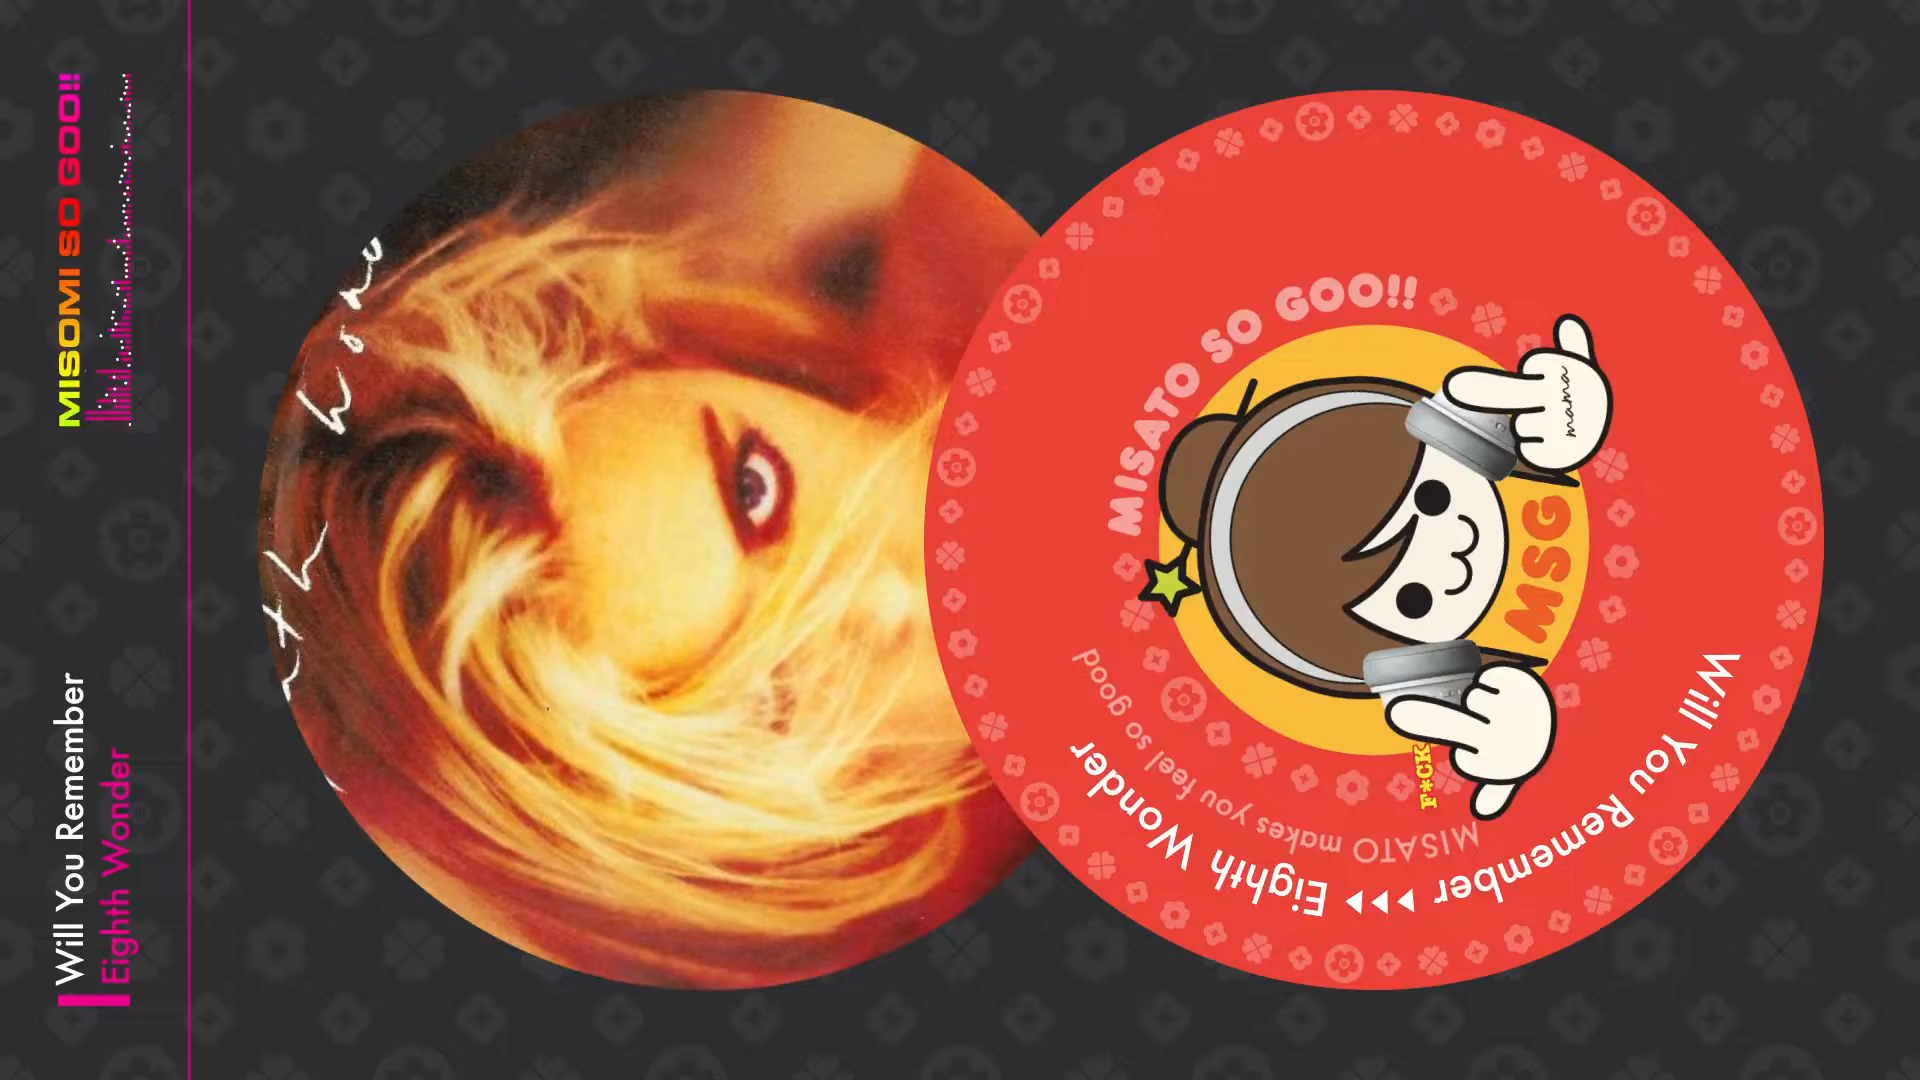 MISOMI SO GOO!!
Will You Remember
Eighth Wonder
MISATO SO GOO!!
MSG
mama
F*CK
MISATO makes you feel so good
Will You Remember
Eighth Wonder